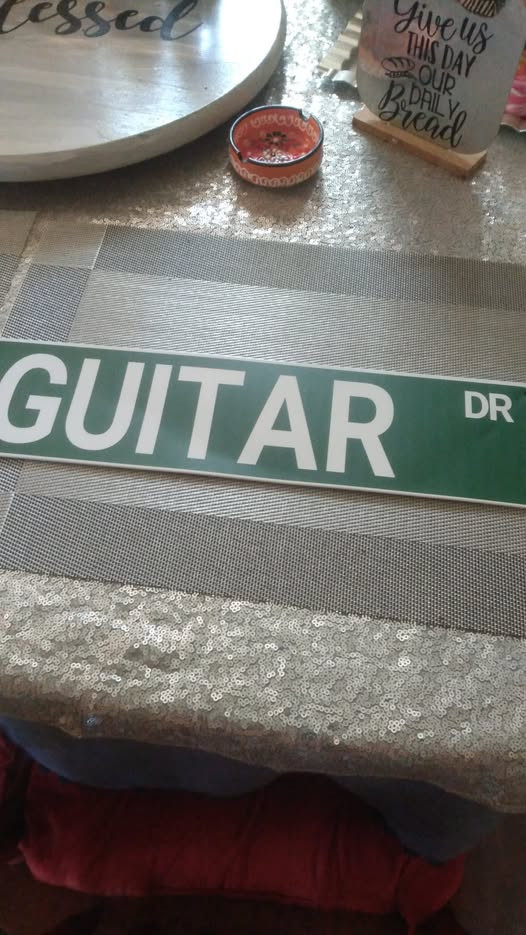 lessed
Give us
THIS DAY
OUR
DAILY
Bread
GUITAR DR